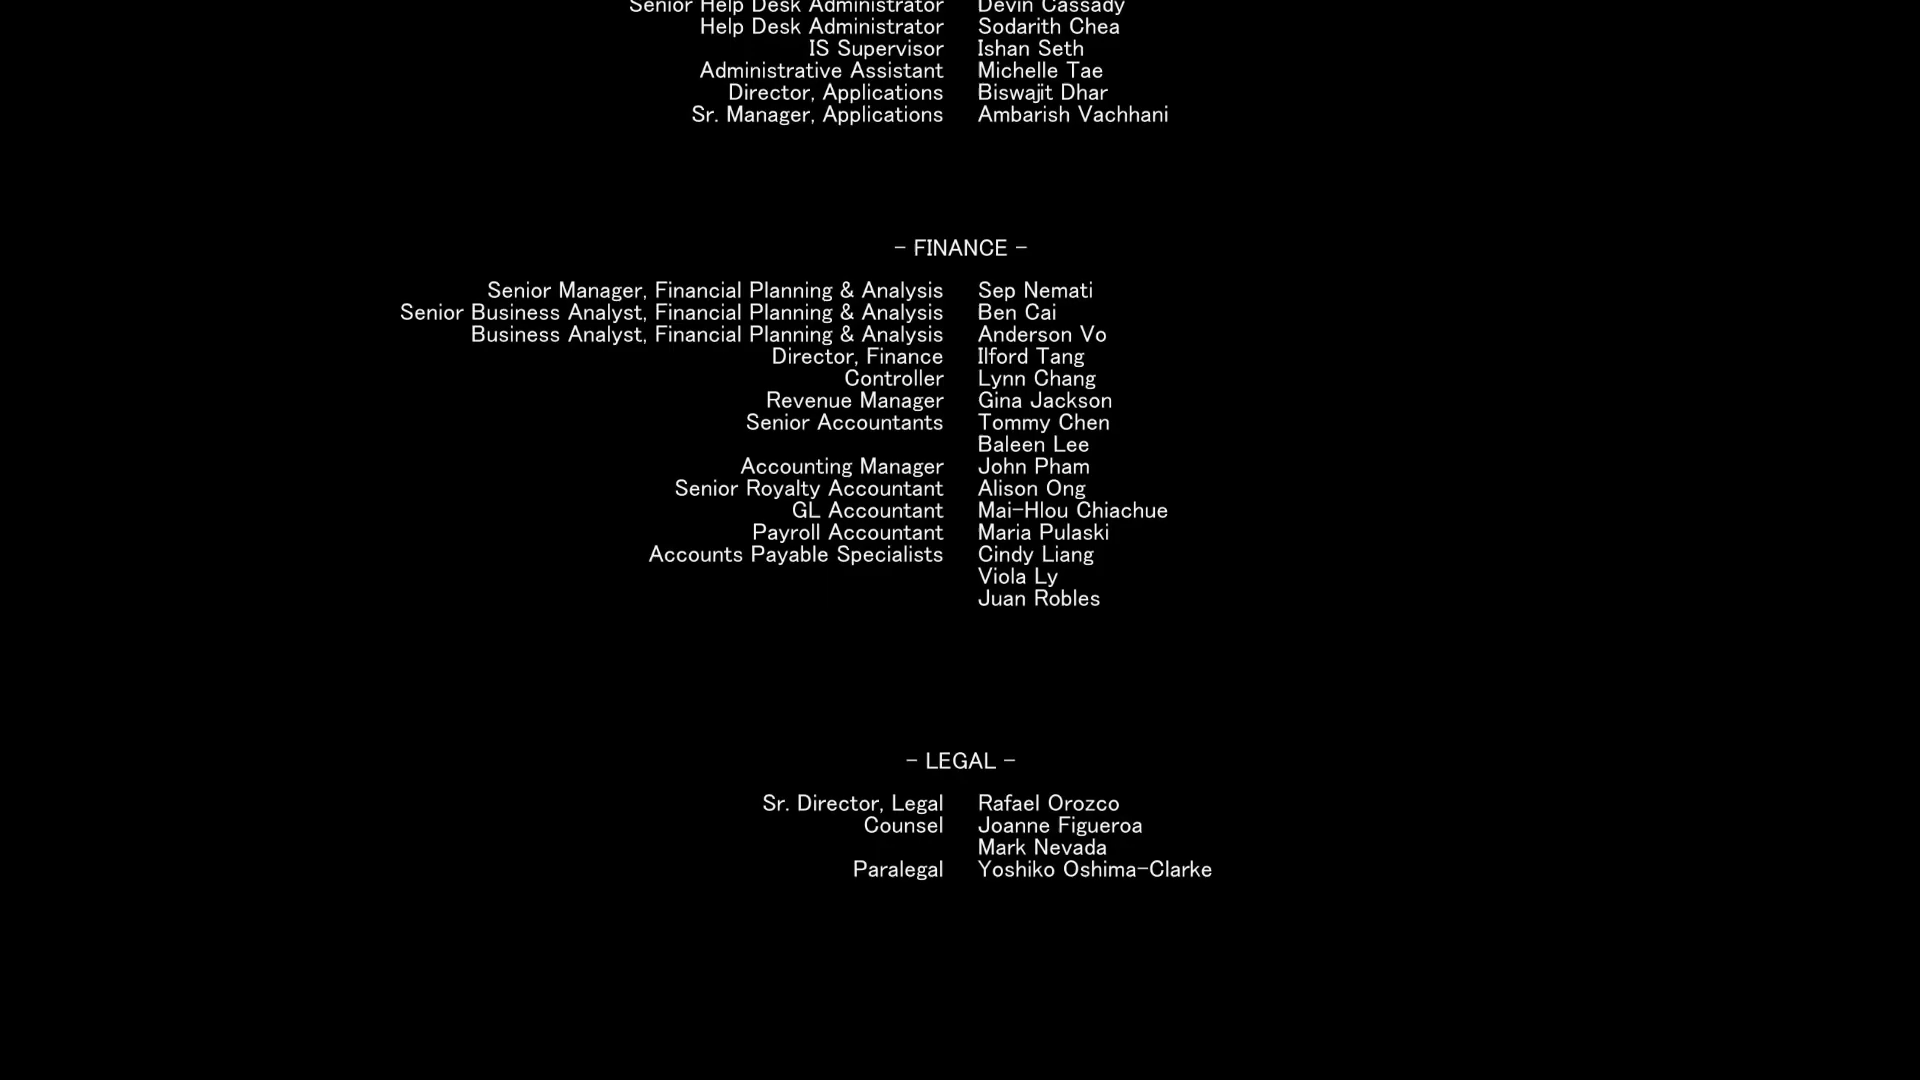 Senior Help Desk Administrator Devin Cassady
Help Desk Administrator Sodarith Chea
IS Supervisor Ishan Seth
Administrative Assistant Michelle Tae
Director, Applications Biswajit Dhar
Sr. Manager, Applications Ambarish Vachhani
- FINANCE -
Senior Manager, Financial Planning & Analysis Sep Nemati
Senior Business Analyst, Financial Planning & Analysis Ben Cai
Business Analyst, Financial Planning & Analysis Anderson Vo
Director, Finance Ilford Tang
Controller Lynn Chang
Revenue Manager Gina Jackson
Senior Accountants Tommy Chen
Baleen Lee
Accounting Manager John Pham
Senior Royalty Accountant Alison Ong
GL Accountant Mai-Hlou Chiachue
Payroll Accountant Maria Pulaski
Accounts Payable Specialists Cindy Liang
Viola Ly
Juan Robles
- LEGAL -
Sr. Director, Legal Rafael Orozco
Counsel Joanne Figueroa
Mark Nevada
Paralegal Yoshiko Oshima-Clarke